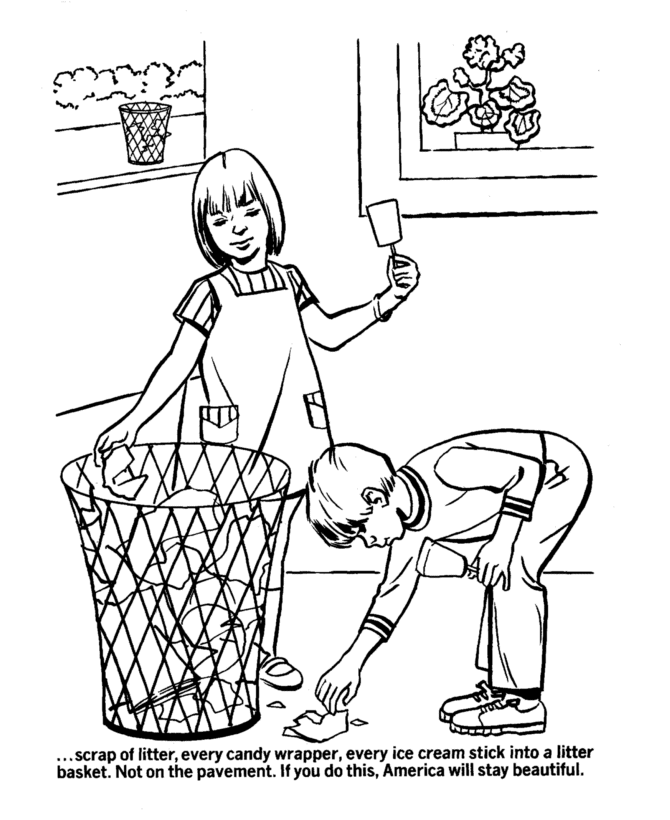 ...scrap of litter, every candy wrapper, every ice cream stick into a litter
basket. Not on the pavement. If you do this, America will stay beautiful.